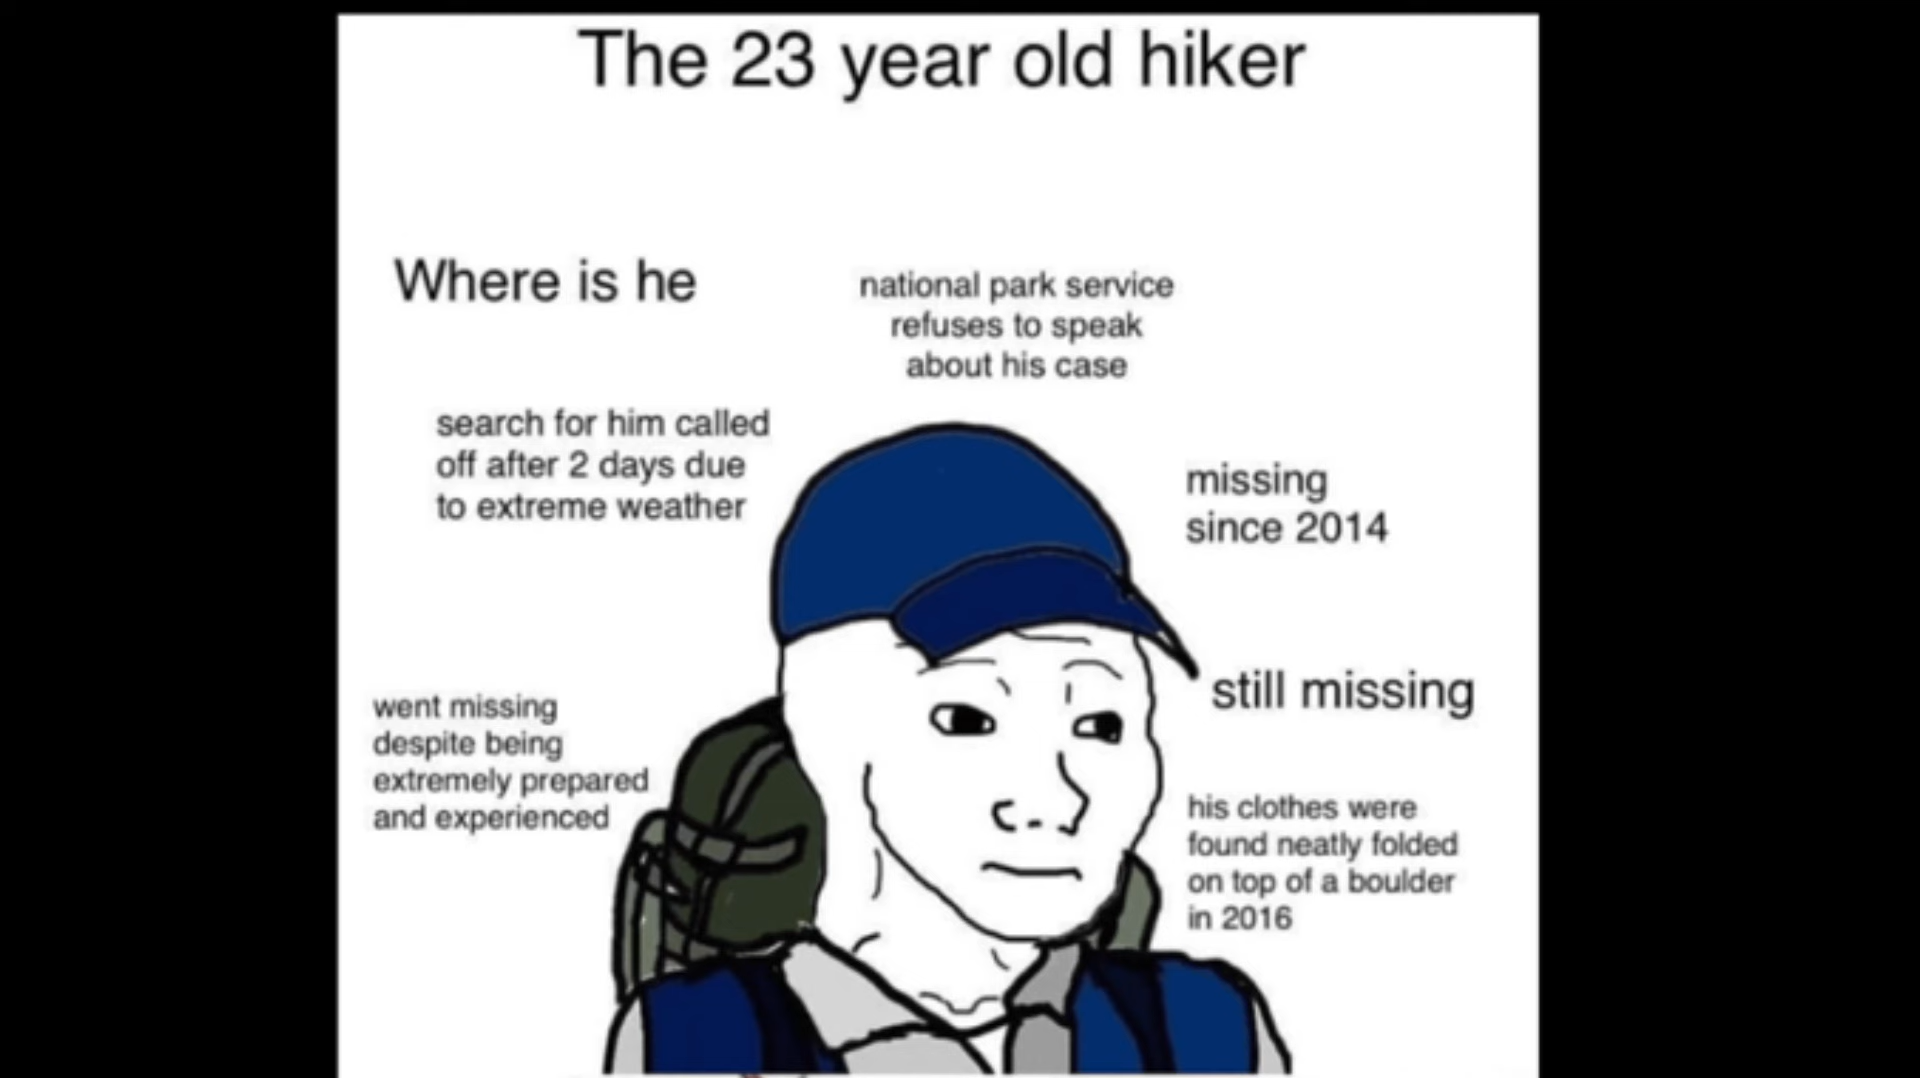 The 23 year old hiker
Where is he
national park service
refuses to speak
about his case
search for him called
off after 2 days due
to extreme weather
missing
since 2014
still missing
went missing
despite being
extremely prepared
and experienced
his clothes were
found neatly folded
on top of a boulder
in 2016